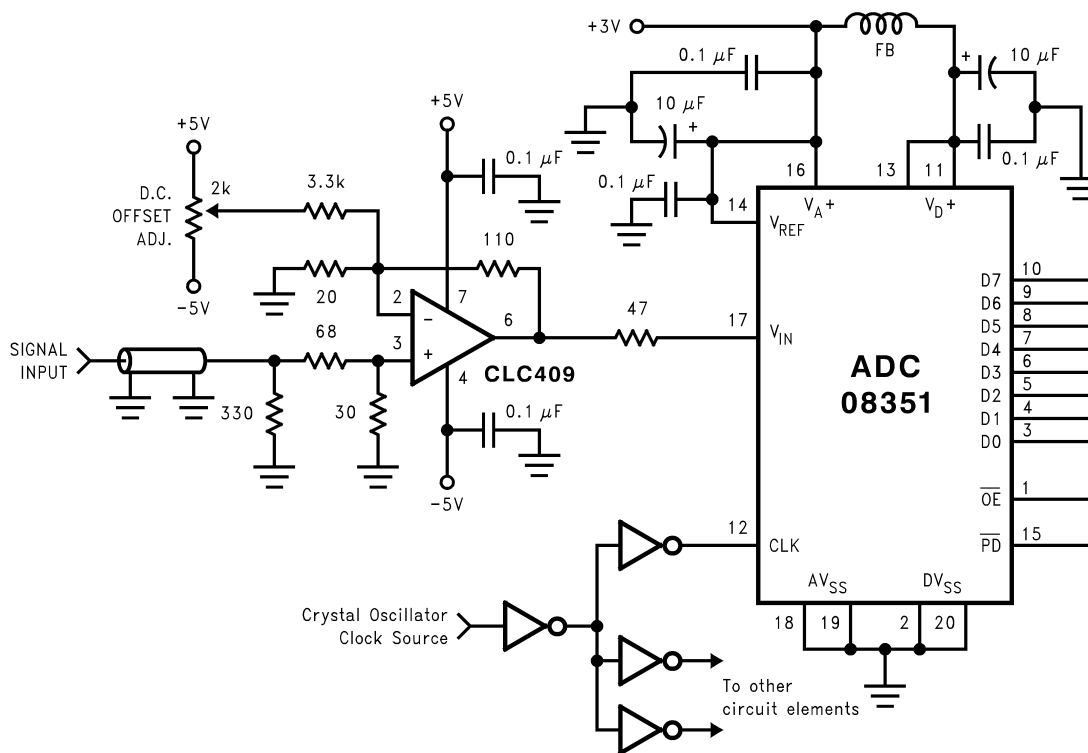 +3V
FB
0.1 µF
10 µF
10 µF
0.1 µF
0.1 µF
+5V
+5V
0.1 µF
D.C.
OFFSET
ADJ.
2k
3.3k
-5V
20
110
2
7
6
3
4
68
47
SIGNAL
INPUT
330
30
CLC409
0.1 µF
-5V
16
13
11
14
17
12
V_A+
V_D+
V_REF
V_IN
CLK
ADC
08351
D7
10
D6
9
D5
8
D4
7
D3
6
D2
5
D1
4
D0
3
O̅E̅
1
P̅D̅
15
AV_SS
DV_SS
18
19
2
20
Crystal Oscillator
Clock Source
To other
circuit elements